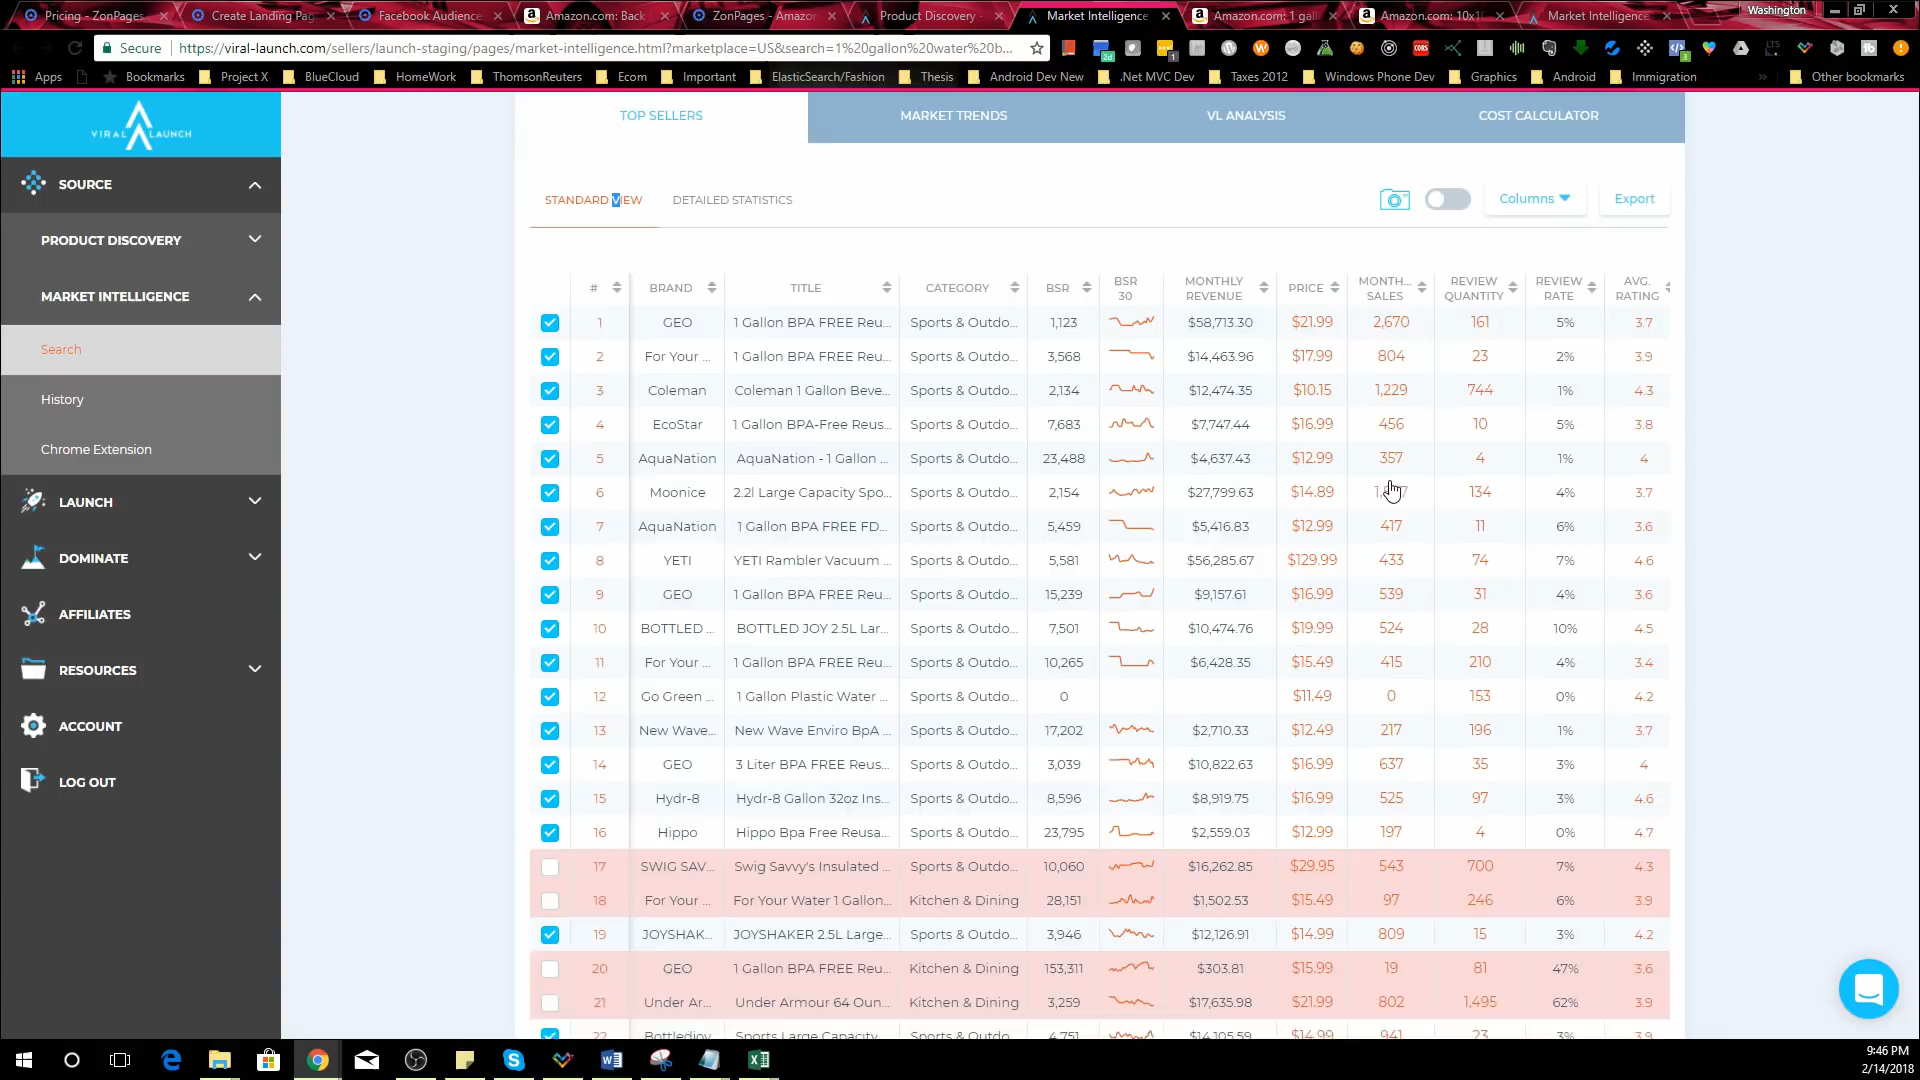 Pricing - ZonPages
Create Landing Pag
Facebook Audience
Amazon.com: Back
ZonPages - Amazo
Product Discovery -
Market Intelligence
Amazon.com: 1 gall
Amazon.com: 10x1
Market Intelligence
Washington
Secure
https://viral-launch.com/sellers/launch-staging/pages/market-intelligence.html?marketplace=US&search=1%20gallon%20water%20b...
Apps
Bookmarks
Project X
BlueCloud
HomeWork
ThomsonReuters
Ecom
Important
ElasticSearch/Fashion
Thesis
Android Dev New
.Net MVC Dev
Taxes 2012
Windows Phone Dev
Graphics
Android
Immigration
Other bookmarks
VIRAL LAUNCH
SOURCE
PRODUCT DISCOVERY
MARKET INTELLIGENCE
Search
History
Chrome Extension
LAUNCH
DOMINATE
AFFILIATES
RESOURCES
ACCOUNT
LOG OUT
TOP SELLERS
MARKET TRENDS
VL ANALYSIS
COST CALCULATOR
STANDARD VIEW
DETAILED STATISTICS
Columns
Export
# BRAND TITLE CATEGORY BSR BSR 30 MONTHLY REVENUE PRICE MONTH... SALES REVIEW QUANTITY REVIEW RATE AVG. RATING
1 GEO 1 Gallon BPA FREE Reu... Sports & Outdo... 1,123 $58,713.30 $21.99 2,670 161 5% 3.7
2 For Your ... 1 Gallon BPA FREE Reu... Sports & Outdo... 3,568 $14,463.96 $17.99 804 23 2% 3.9
3 Coleman Coleman 1 Gallon Beve... Sports & Outdo... 2,134 $12,474.35 $10.15 1,229 744 1% 4.3
4 EcoStar 1 Gallon BPA-Free Reus... Sports & Outdo... 7,683 $7,747.44 $16.99 456 10 5% 3.8
5 AquaNation AquaNation - 1 Gallon ... Sports & Outdo... 23,488 $4,637.43 $12.99 357 4 1% 4
6 Moonice 2.2l Large Capacity Spo... Sports & Outdo... 2,154 $27,799.63 $14.89 134 4% 3.7
7 AquaNation 1 Gallon BPA FREE FD... Sports & Outdo... 5,459 $5,416.83 $12.99 417 11 6% 3.6
8 YETI YETI Rambler Vacuum ... Sports & Outdo... 5,581 $56,285.67 $129.99 433 74 7% 4.6
9 GEO 1 Gallon BPA FREE Reu... Sports & Outdo... 15,239 $9,157.61 $16.99 539 31 4% 3.6
10 BOTTLED ... BOTTLED JOY 2.5L Lar... Sports & Outdo... 7,501 $10,474.76 $19.99 524 28 10% 4.5
11 For Your ... 1 Gallon BPA FREE Reu... Sports & Outdo... 10,265 $6,428.35 $15.49 415 210 4% 3.4
12 Go Green ... 1 Gallon Plastic Water ... Sports & Outdo... 0 $11.49 0 153 0% 4.2
13 New Wave... New Wave Enviro BpA ... Sports & Outdo... 17,202 $2,710.33 $12.49 217 196 1% 3.7
14 GEO 3 Liter BPA FREE Reus... Sports & Outdo... 3,039 $10,822.63 $16.99 637 35 3% 4
15 Hydr-8 Hydr-8 Gallon 32oz Ins... Sports & Outdo... 8,596 $8,919.75 $16.99 525 97 3% 4.6
16 Hippo Hippo Bpa Free Reusa... Sports & Outdo... 23,795 $2,559.03 $12.99 197 4 0% 4.7
17 SWIG SAV... Swig Savvy's Insulated ... Sports & Outdo... 10,060 $16,262.85 $29.95 543 700 7% 4.3
18 For Your ... For Your Water 1 Gallon... Kitchen & Dining 28,151 $1,502.53 $15.49 97 246 6% 3.9
19 JOYSHAK... JOYSHAKER 2.5L Large... Sports & Outdo... 3,946 $12,126.91 $14.99 809 15 3% 4.2
20 GEO 1 Gallon BPA FREE Reu... Kitchen & Dining 153,311 $303.81 $15.99 19 81 47% 3.6
21 Under Ar... Under Armour 64 Oun... Kitchen & Dining 3,259 $17,635.98 $21.99 802 1,495 62% 3.9
22 Bottledjoy Sports Large Capacity Sports & Outdo... 4,751 $14,105.59 $14.99 941 23 3% 3.9
9:46 PM
2/14/2018